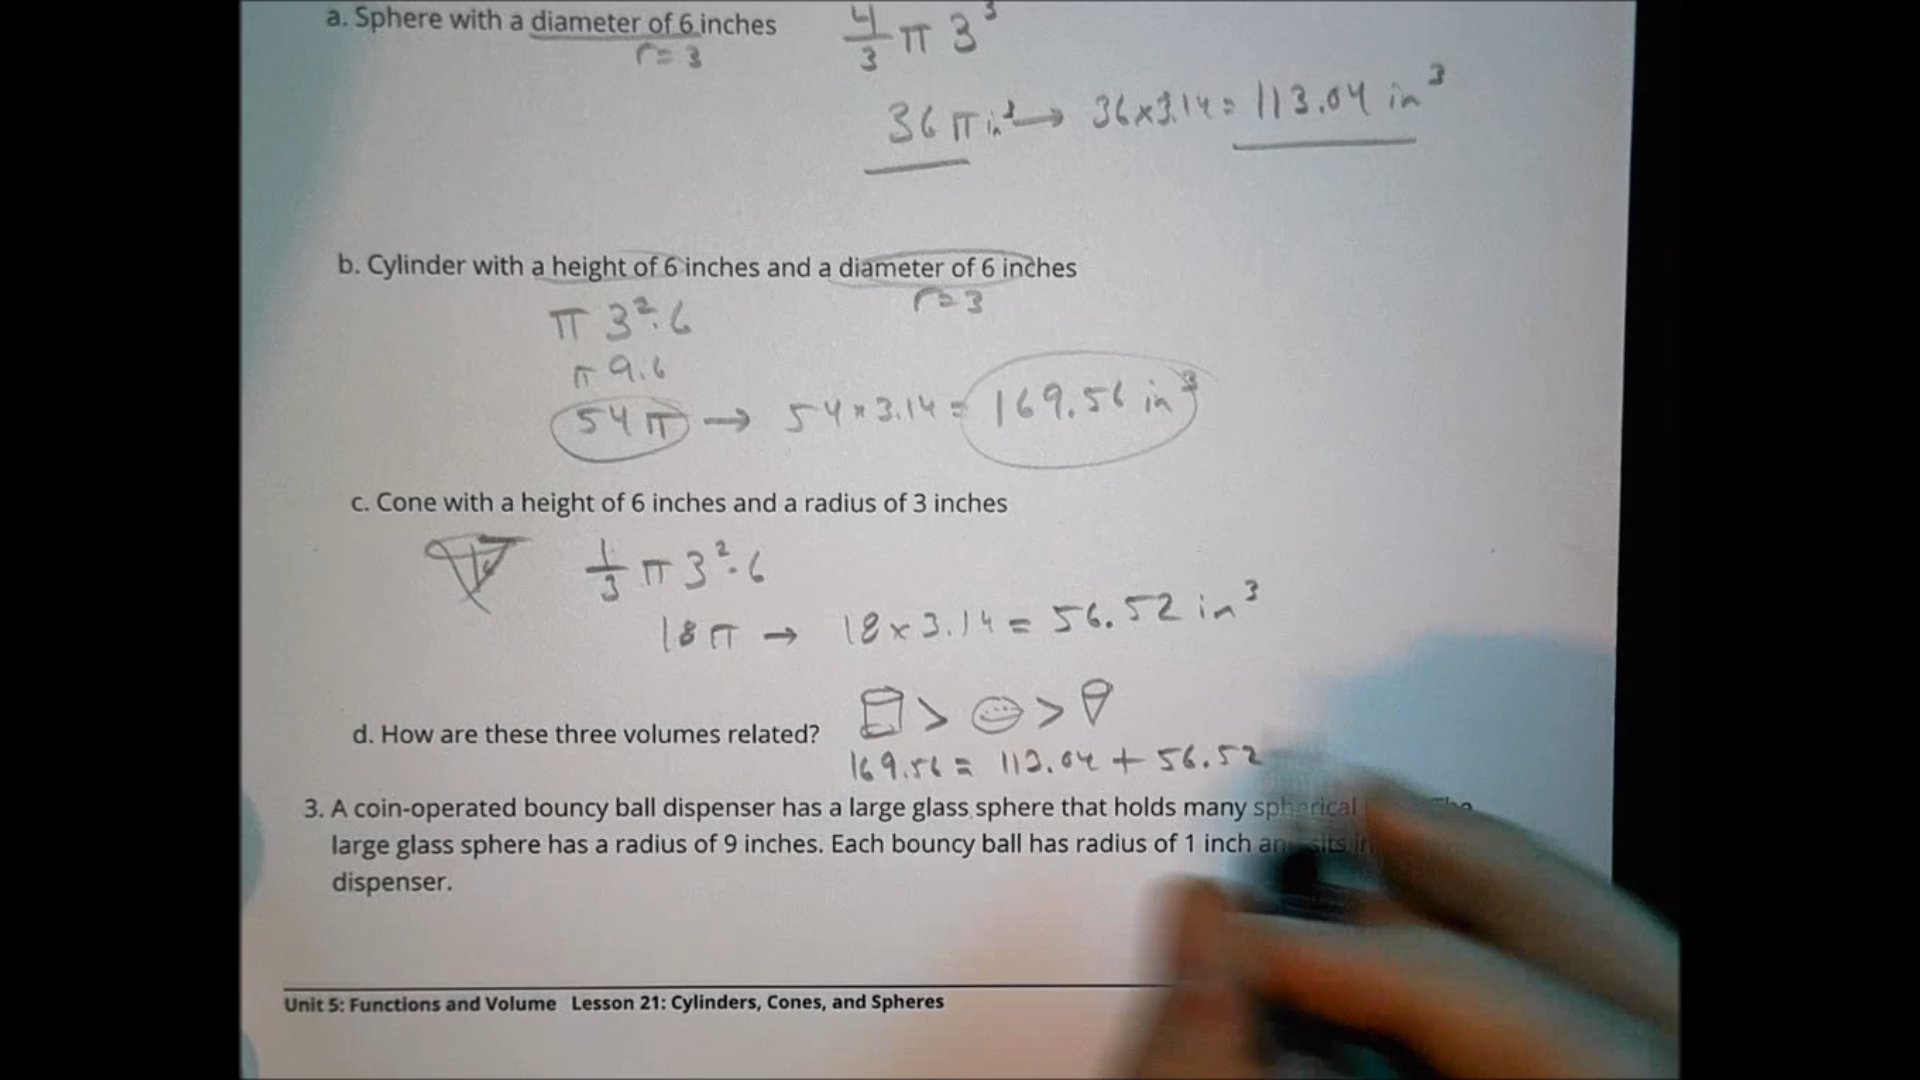 a. Sphere with a diameter of 6 inches
r = 3
4/3 π 3³
36 π in³ → 36×3.14 = 113.04 in³
b. Cylinder with a height of 6 inches and a diameter of 6 inches
r = 3
π 3² · 6
π 9 · 6
54 π → 54 × 3.14 = 169.56 in³
c. Cone with a height of 6 inches and a radius of 3 inches
1/3 π 3² · 6
18 π → 18 × 3.14 = 56.52 in³
> >
d. How are these three volumes related?
169.56 = 113.04 + 56.52
3. A coin-operated bouncy ball dispenser has a large glass sphere that holds many spherical
large glass sphere has a radius of 9 inches. Each bouncy ball has radius of 1 inch
dispenser.
Unit 5: Functions and Volume Lesson 21: Cylinders, Cones, and Spheres